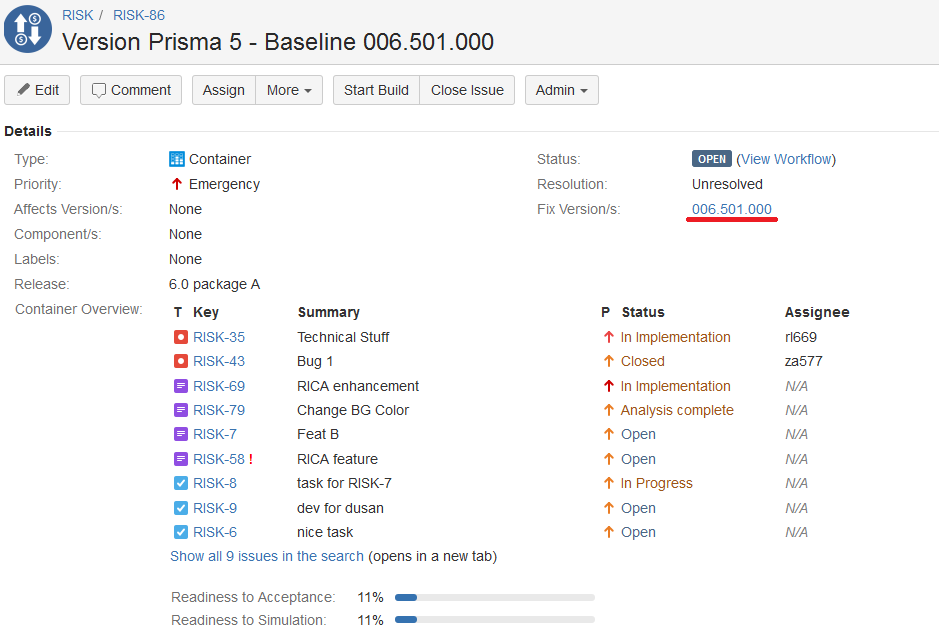 RISK / RISK-86
Version Prisma 5 - Baseline 006.501.000
Edit Comment Assign More Start Build Close Issue Admin
Details
Type: Container Status: OPEN (View Workflow)
Priority: Emergency Resolution: Unresolved
Affects Version/s: None Fix Version/s: 006.501.000
Component/s: None
Labels: None
Release: 6.0 package A
Container Overview: T Key Summary P Status Assignee
RISK-35 Technical Stuff In Implementation rl669
RISK-43 Bug 1 Closed za577
RISK-69 RICA enhancement In Implementation N/A
RISK-79 Change BG Color Analysis complete N/A
RISK-7 Feat B Open N/A
RISK-58 ! RICA feature Open N/A
RISK-8 task for RISK-7 In Progress N/A
RISK-9 dev for dusan Open N/A
RISK-6 nice task Open N/A
Show all 9 issues in the search (opens in a new tab)
Readiness to Acceptance: 11%
Readiness to Simulation: 11%